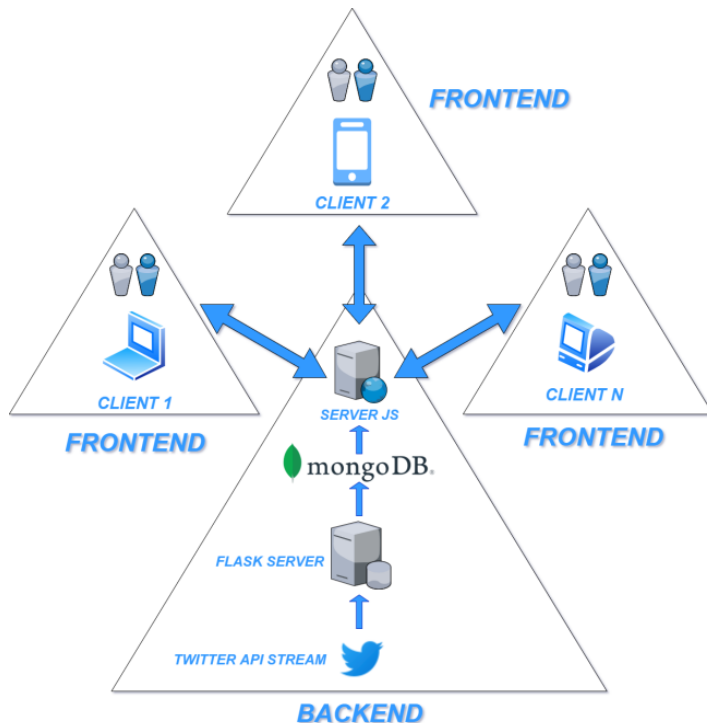 FRONTEND
CLIENT 2
CLIENT 1
FRONTEND
CLIENT N
FRONTEND
SERVER JS
mongoDB®
FLASK SERVER
TWITTER API STREAM
BACKEND